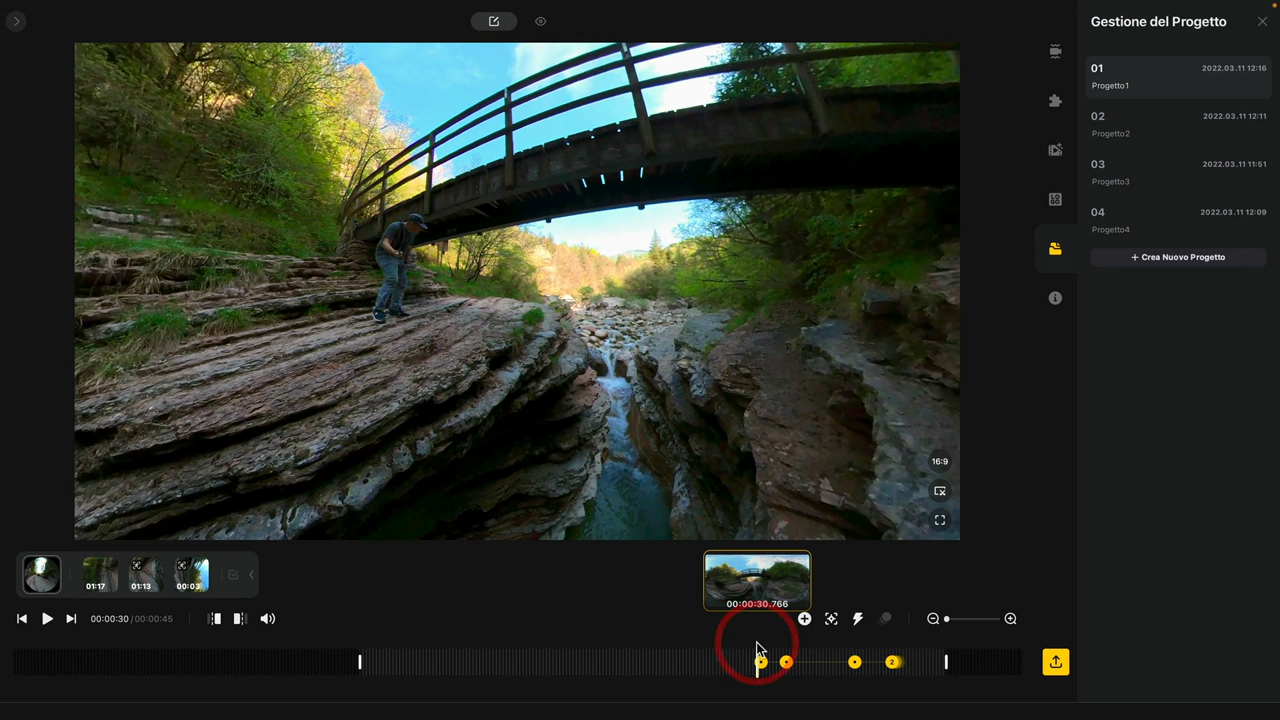 Gestione del Progetto
01
2022.03.11 12:16
Progetto1
02
2022.03.11 12:11
Progetto2
03
2022.03.11 11:51
Progetto3
04
2022.03.11 12:09
Progetto4
+ Crea Nuovo Progetto
16:9
01:17
01:13
00:03
00:00:30.766
00:00:30/00:00:45
2